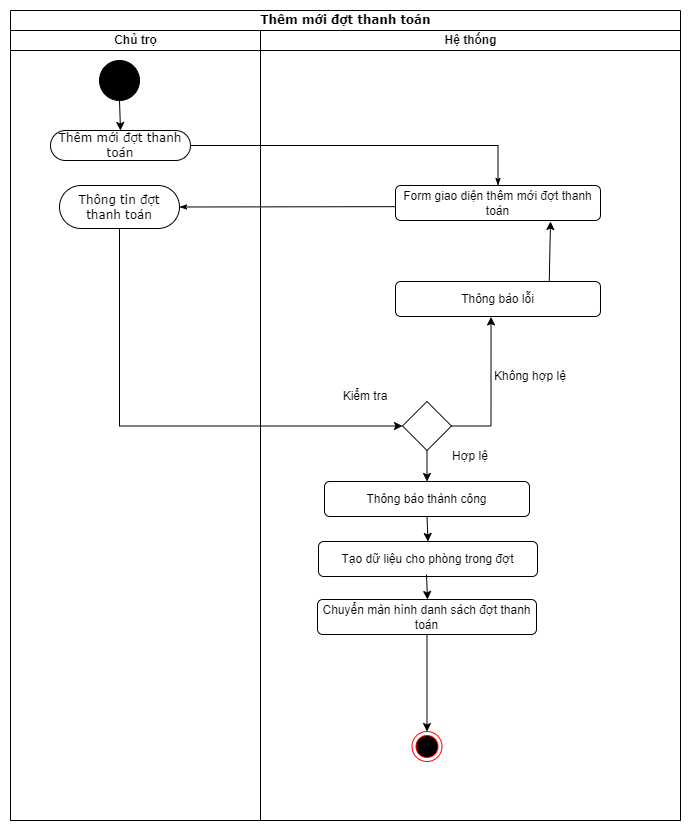 Thêm mới đợt thanh toán
Chủ trọ
Hệ thống
Thêm mới đợt thanh
toán
Thông tin đợt
thanh toán
Form giao diện thêm mới đợt thanh
toán
Thông báo lỗi
Không hợp lệ
Kiểm tra
Hợp lệ
Thông báo thành công
Tạo dữ liệu cho phòng trong đợt
Chuyển màn hình danh sách đợt thanh
toán